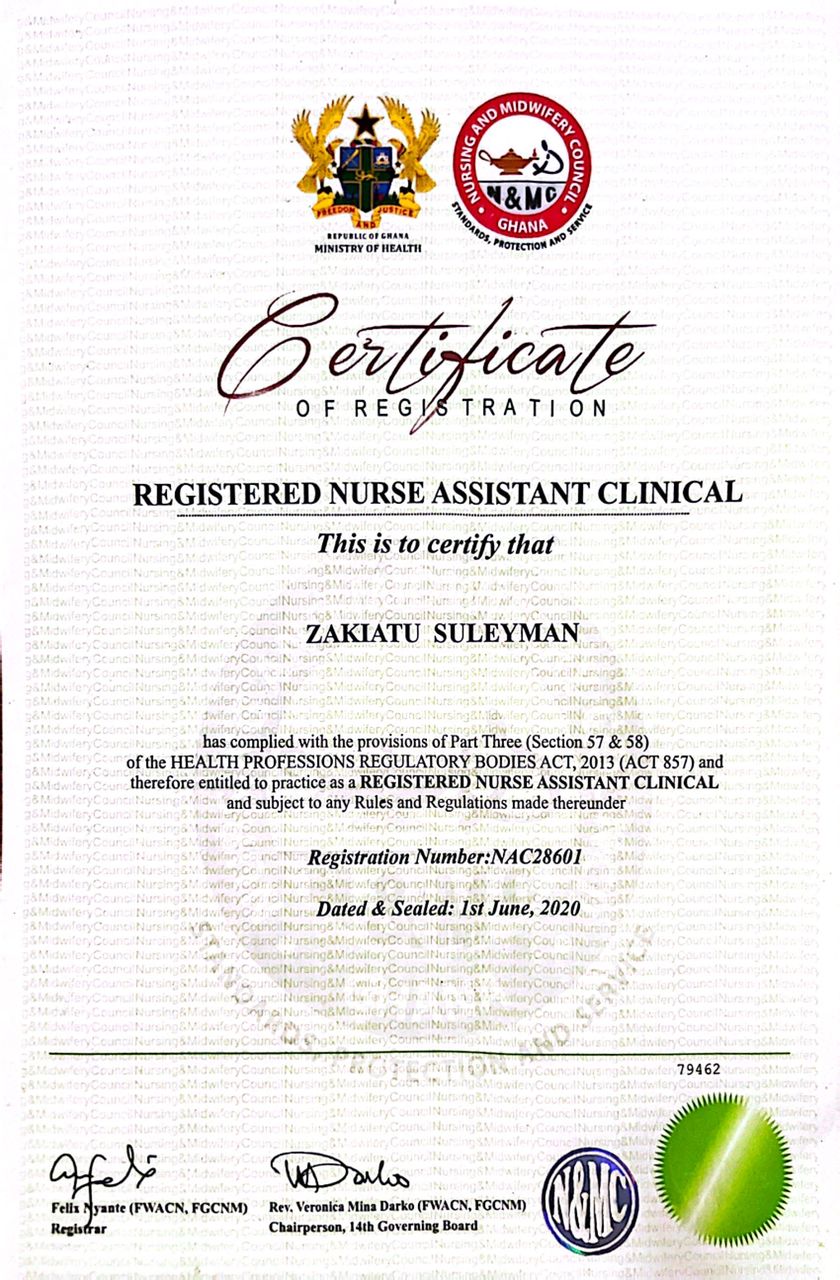 FREEDOM AND JUSTICE
REPUBLIC OF GHANA
MINISTRY OF HEALTH
NURSING AND MIDWIFERY COUNCIL
N&MC
GHANA
STANDARDS, PROTECTION AND SERVICE
Certificate
OF REGISTRATION
REGISTERED NURSE ASSISTANT CLINICAL
This is to certify that
ZAKIATU SULEYMAN
has complied with the provisions of Part Three (Section 57 & 58)
of the HEALTH PROFESSIONS REGULATORY BODIES ACT, 2013 (ACT 857) and
therefore entitled to practice as a REGISTERED NURSE ASSISTANT CLINICAL
and subject to any Rules and Regulations made thereunder
Registration Number:NAC28601
Dated & Sealed: 1st June, 2020
STANDARDS, PROTECTION AND SERVICE
79462
Felix Nyante (FWACN, FGCNM)
Registrar
Rev. Veronica Mina Darko (FWACN, FGCNM)
Chairperson, 14th Governing Board
N&MC